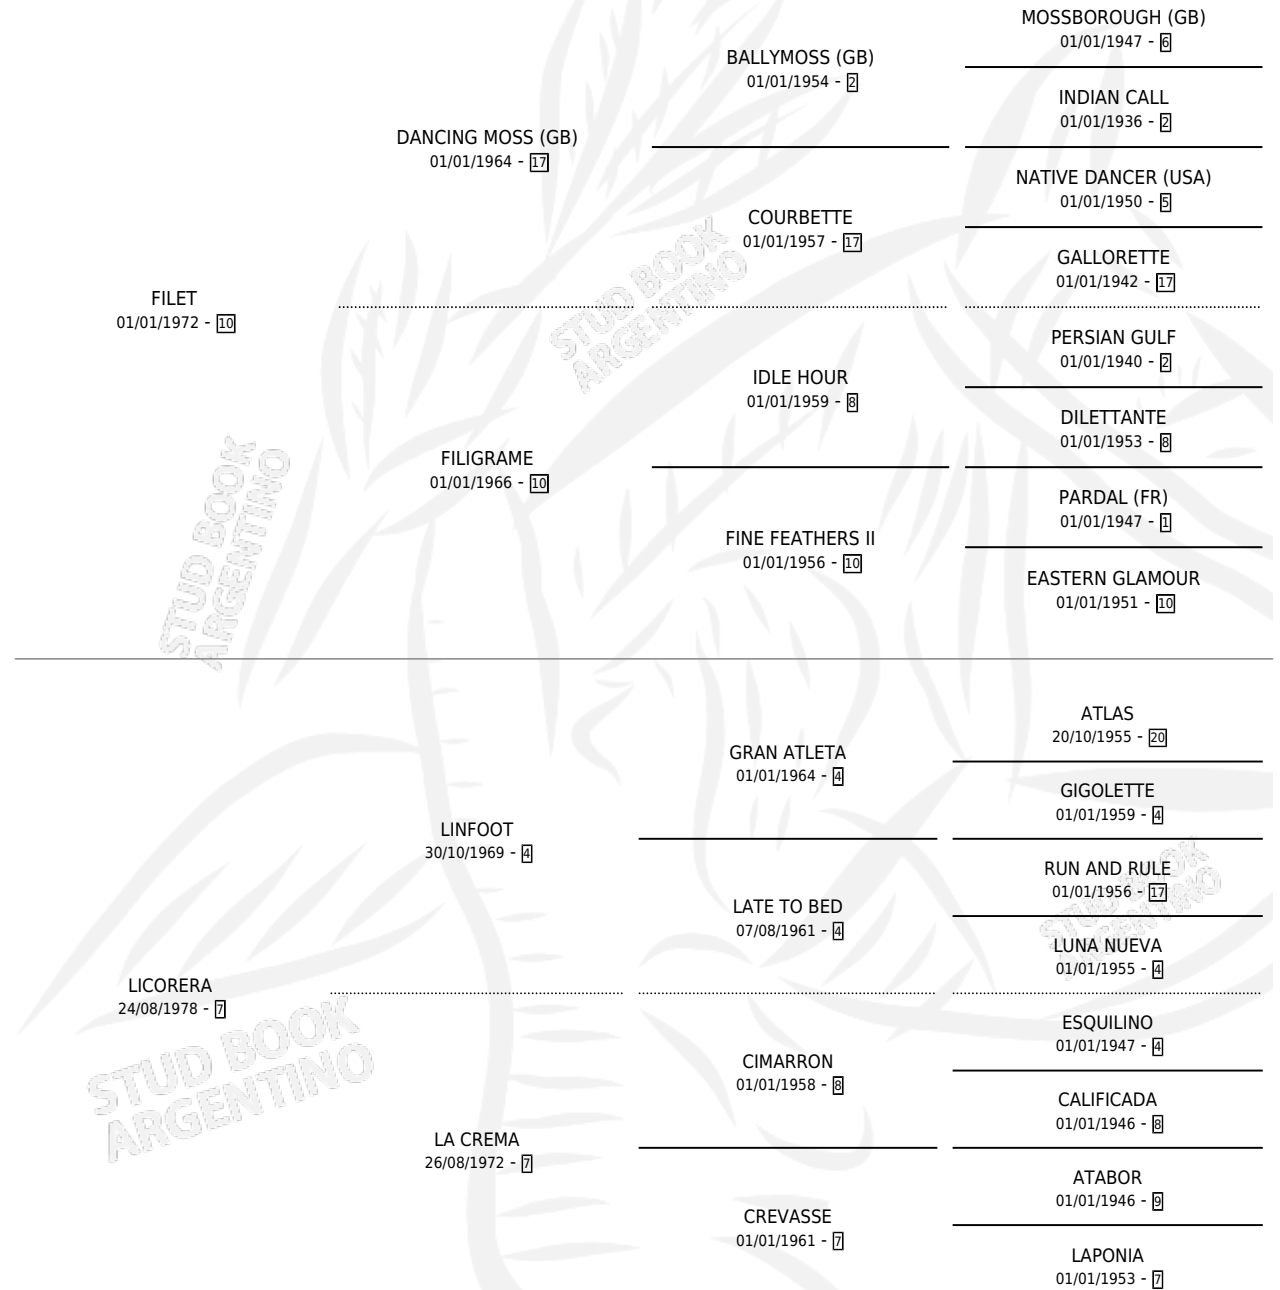 MOSSBOROUGH (GB)
01/01/1947 - 6
BALLYMOSS (GB)
01/01/1954 - 2
INDIAN CALL
01/01/1936 - 2
DANCING MOSS (GB)
01/01/1964 - 17
NATIVE DANCER (USA)
01/01/1950 - 5
COURBETTE
01/01/1957 - 17
GALLORETTE
01/01/1942 - 17
FILET
01/01/1972 - 10
STUD BOOK
ARGENTINO
PERSIAN GULF
01/01/1940 - 2
IDLE HOUR
01/01/1959 - 8
DILETTANTE
01/01/1953 - 8
FILIGRAME
01/01/1966 - 10
PARDAL (FR)
01/01/1947 - 1
FINE FEATHERS II
01/01/1956 - 10
EASTERN GLAMOUR
01/01/1951 - 10
STUD BOOK
ARGENTINO
ATLAS
20/10/1955 - 20
GRAN ATLETA
01/01/1964 - 4
GIGOLETTE
01/01/1959 - 4
LINFOOT
30/10/1969 - 4
RUN AND RULE
01/01/1956 - 17
LATE TO BED
07/08/1961 - 4
STUD BOOK
ARGENTINO
LUNA NUEVA
01/01/1955 - 4
LICORERA
24/08/1978 - 7
ESQUILINO
01/01/1947 - 4
CIMARRON
01/01/1958 - 8
STUD BOOK
ARGENTINO
CALIFICADA
01/01/1946 - 8
LA CREMA
26/08/1972 - 7
ATABOR
01/01/1946 - 9
CREVASSE
01/01/1961 - 7
LAPONIA
01/01/1953 - 7